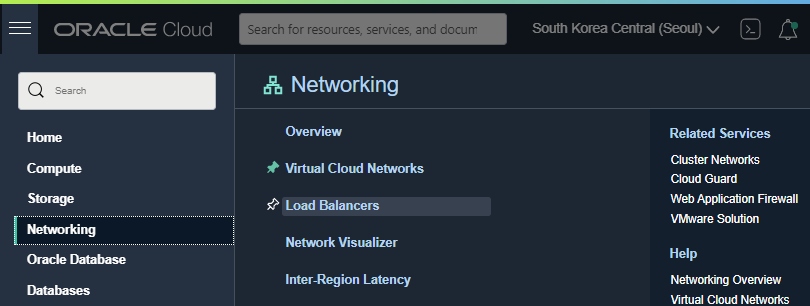 ORACLE Cloud
Search for resources, services, and docum
South Korea Central (Seoul)
Search
Home
Compute
Storage
Networking
Oracle Database
Databases
Networking
Overview
Virtual Cloud Networks
Load Balancers
Network Visualizer
Inter-Region Latency
Related Services
Cluster Networks
Cloud Guard
Web Application Firewall
VMware Solution
Help
Networking Overview
Virtual Cloud Networks